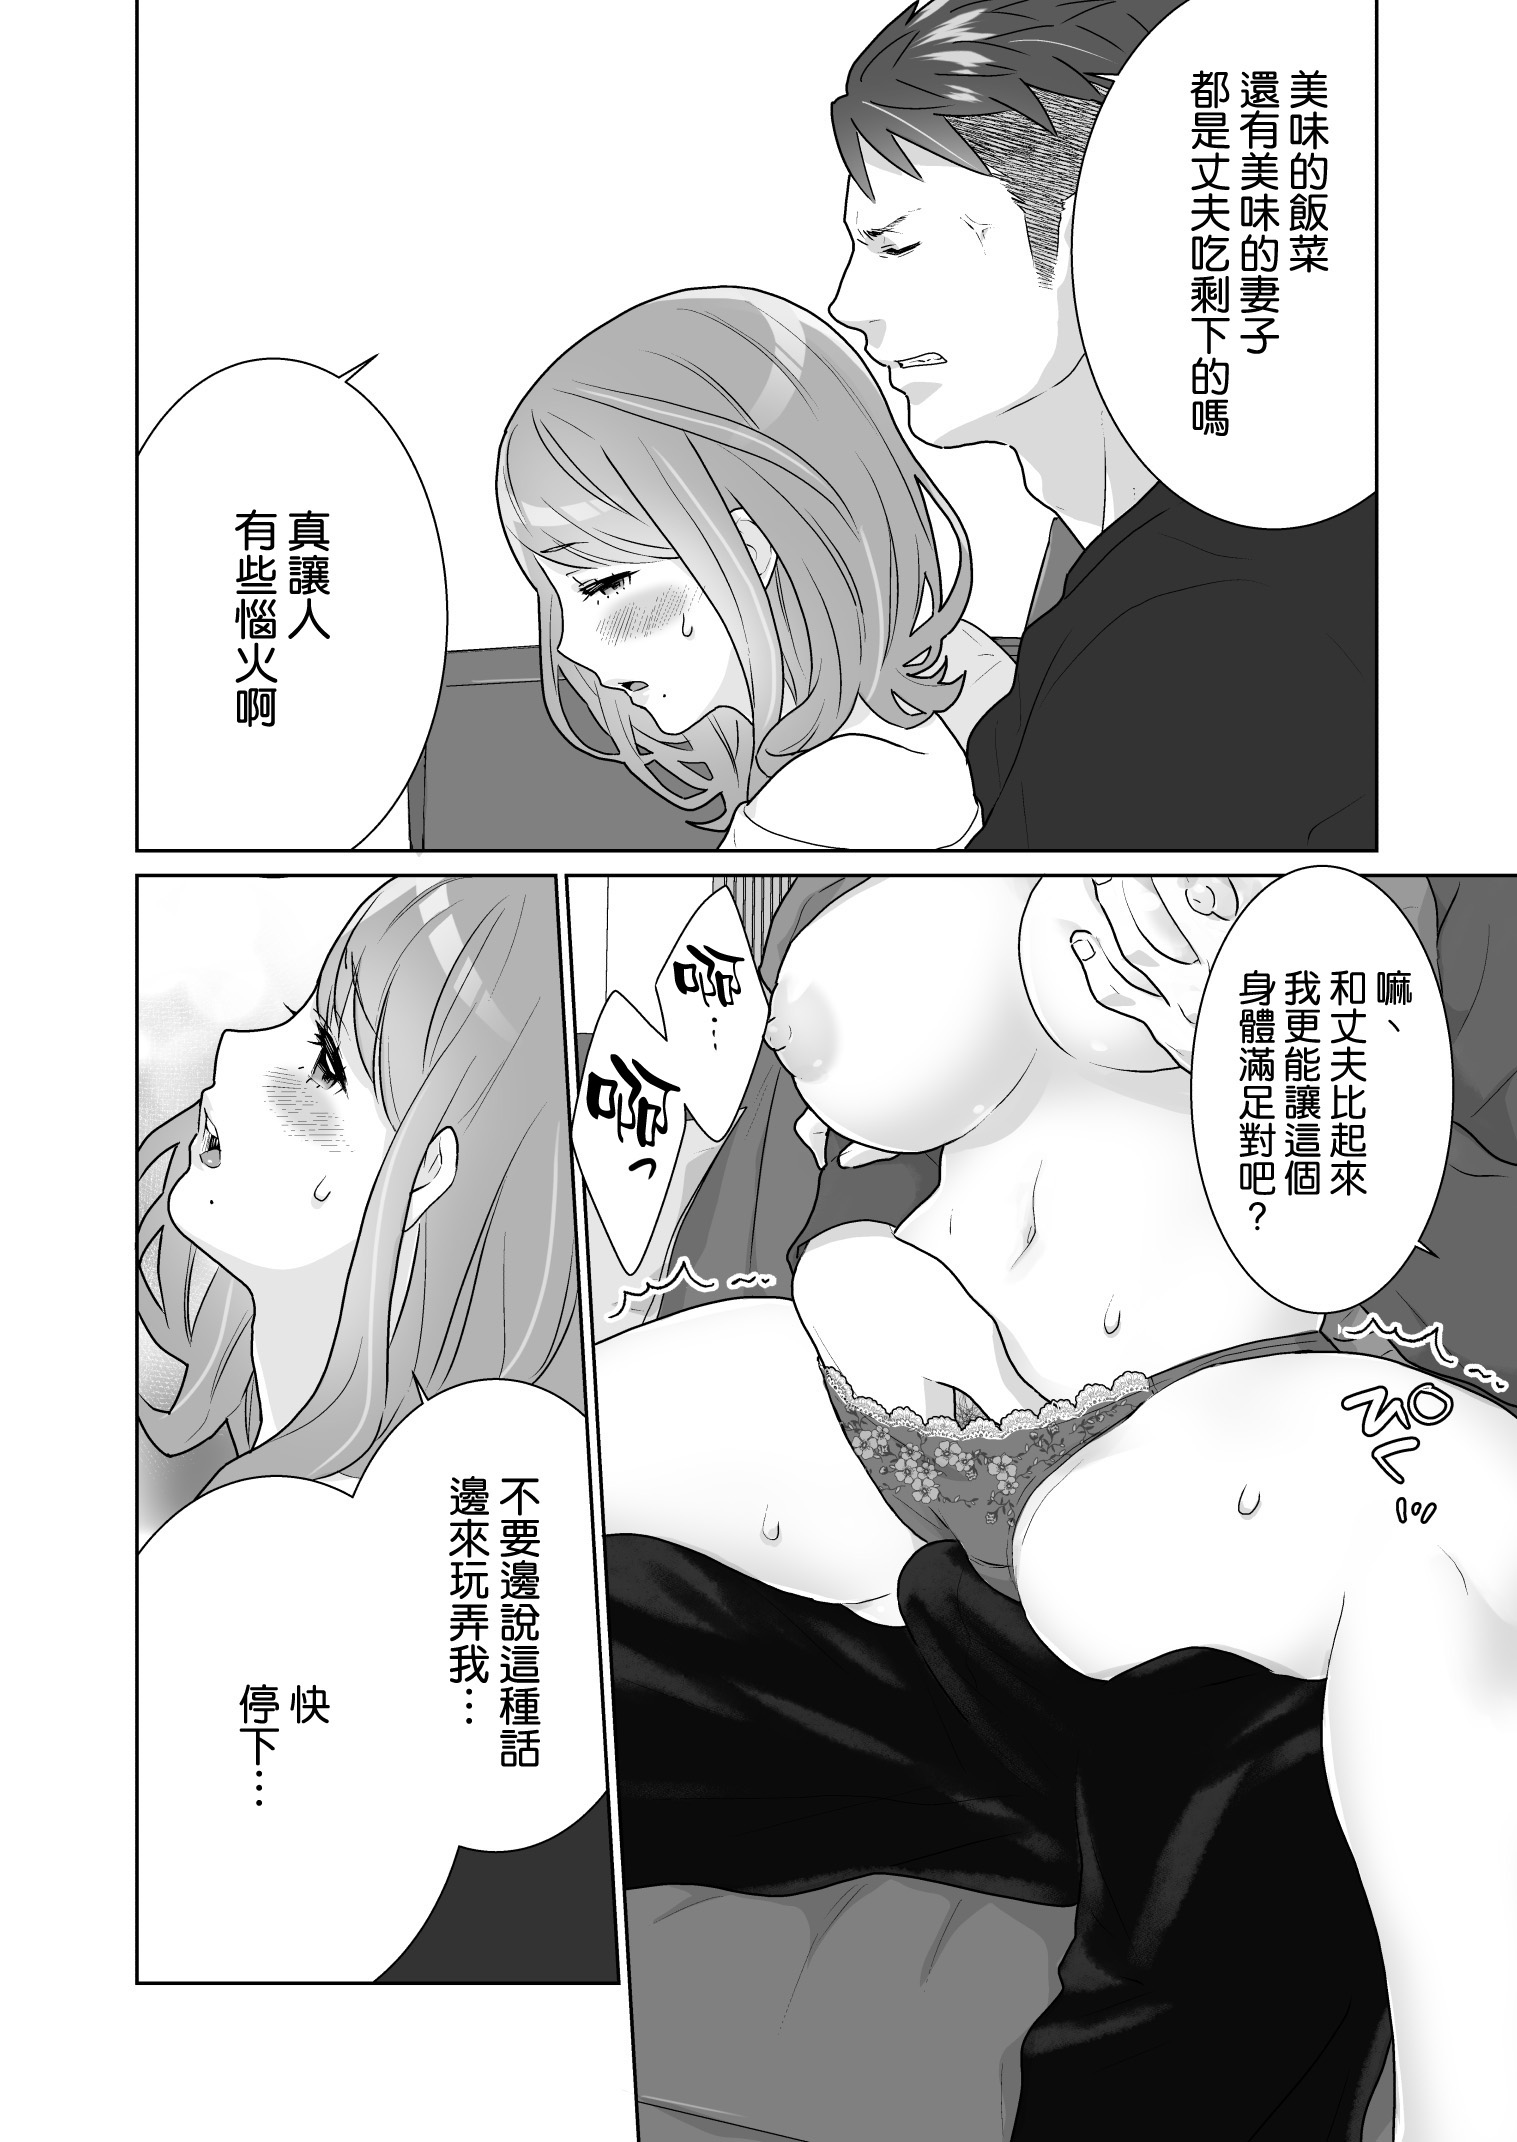 美味的飯菜
還有美味的妻子
都是丈夫吃剩下的嗎
真讓人
有些惱火啊
嘛、
和丈夫比起來
我更能讓這個
身體滿足對吧？
ピク
不要邊說這種話
邊來玩弄我…
快
停下…